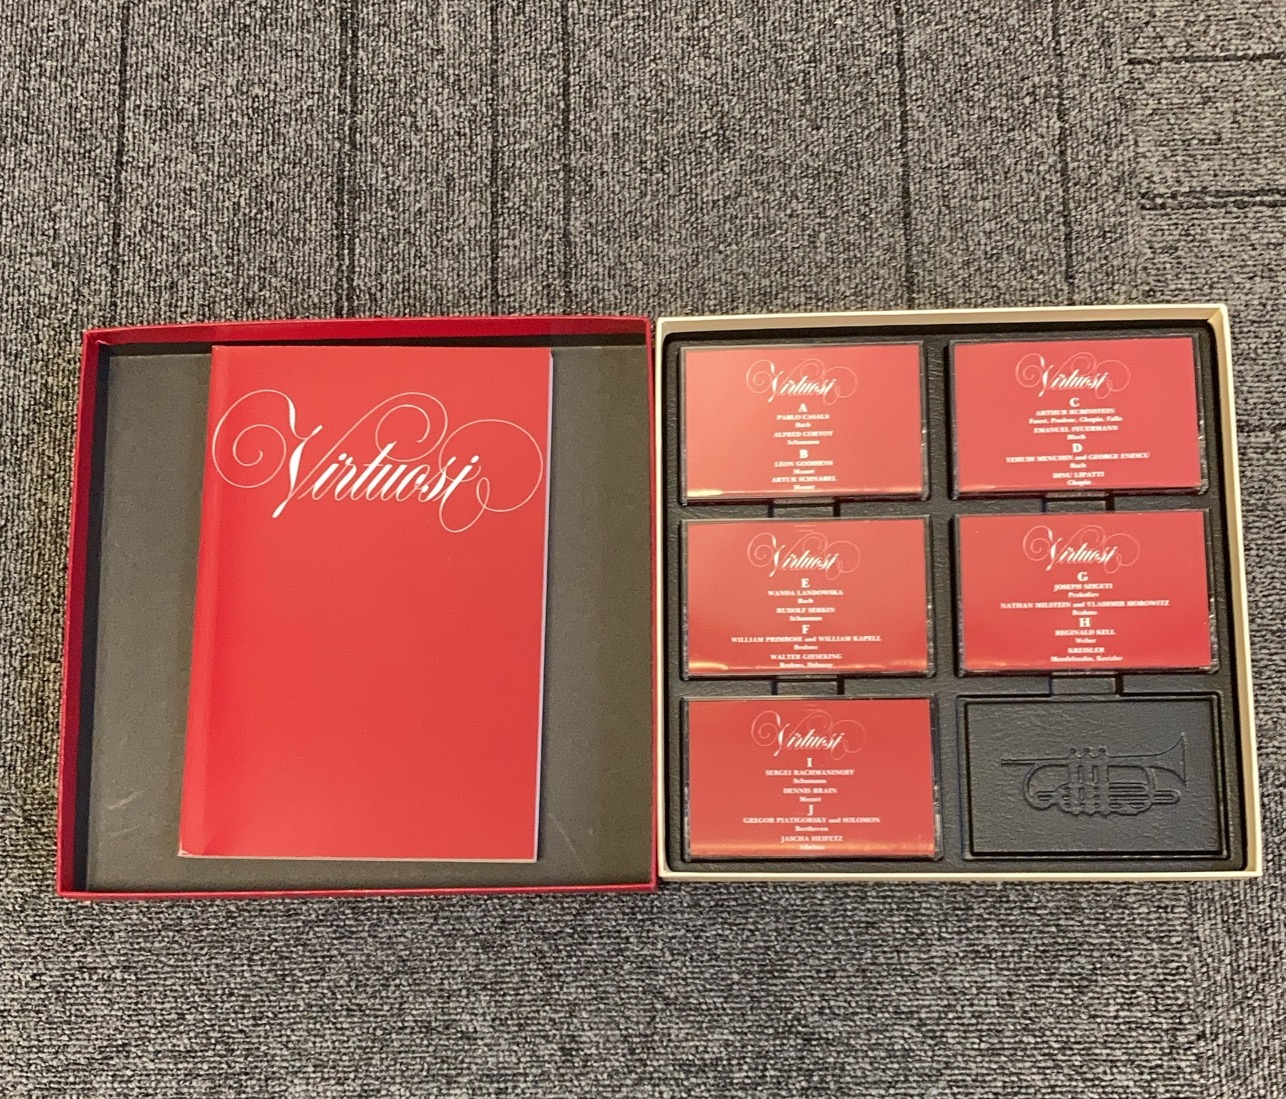 Virtuosi
Virtuosi
A
PABLO CASALS
Bach
ALFRED CORTOT
Schumann
B
LÉON GOOSSENS
Mozart
ARTUR SCHNABEL
Mozart
Virtuosi
C
ARTHUR RUBINSTEIN
Fauré, Poulenc, Chopin, Falla
EMANUEL FEUERMANN
Bloch
D
YEHUDI MENUHIN and GEORGE ENESCU
Bach
DINU LIPATTI
Chopin
Virtuosi
E
WANDA LANDOWSKA
Bach
RUDOLF SERKIN
Schumann
F
WILLIAM PRIMROSE and WILLIAM KAPELL
Brahms
WALTER GIESEKING
Brahms, Debussy
Virtuosi
G
JOSEPH SZIGETI
Prokofiev
NATHAN MILSTEIN and VLADIMIR HOROWITZ
Brahms
H
REGINALD KELL
Weber
KREISLER
Mendelssohn, Kreisler
Virtuosi
I
SERGEI RACHMANINOFF
Schumann
DENNIS BRAIN
Mozart
J
GREGOR PIATIGORSKY and SOLOMON
Beethoven
JASCHA HEIFETZ
Sibelius